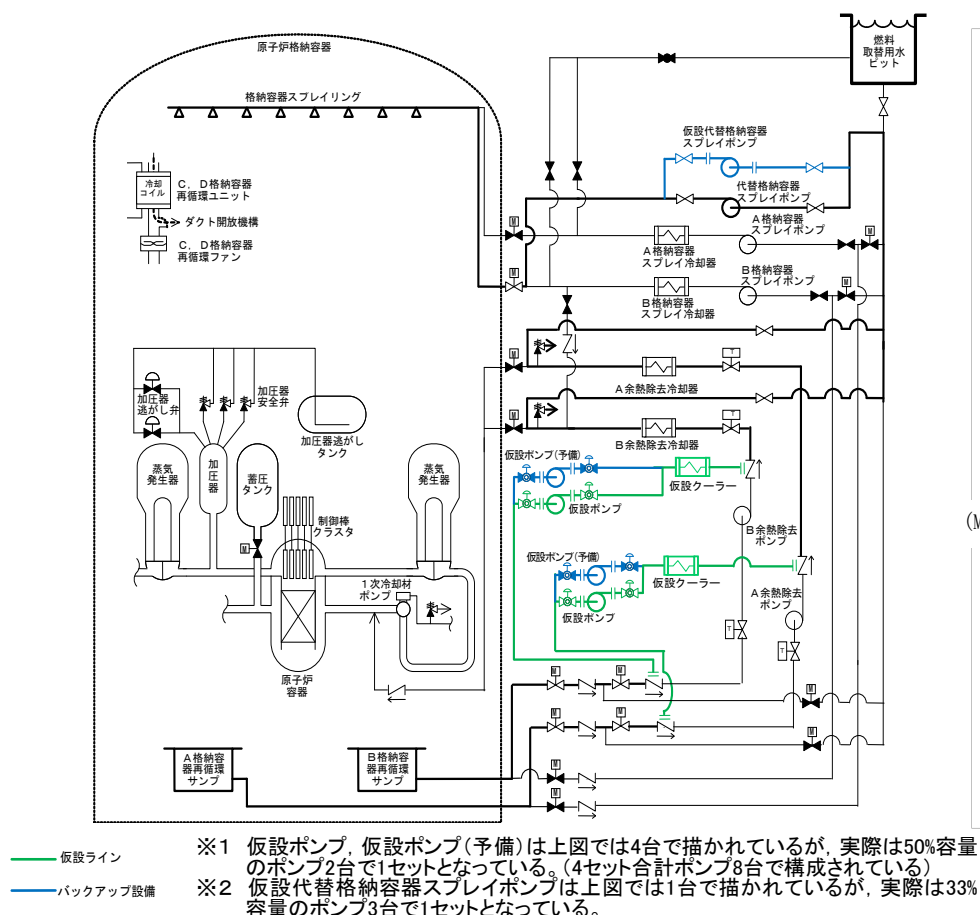 原子炉格納容器
燃料
取替用水
ピット
格納容器スプレイリング
仮設代替格納容器
スプレイポンプ
代替格納容器
スプレイポンプ
冷却
コイル
C,D格納容器
再循環ユニット
ダクト開放機構
C,D格納容器
再循環ファン
M
A格納容器
スプレイポンプ
M
A格納容器
スプレイ冷却器
M
B格納容器
スプレイポンプ
M
B格納容器
スプレイ冷却器
M
T
A余熱除去冷却器
加圧器
逃がし弁
加圧器
安全弁
加圧器逃がし
タンク
M
T
B余熱除去冷却器
蒸気
発生器
加
圧
器
蓄圧
タンク
蒸気
発生器
仮設ポンプ(予備)
仮設クーラー
仮設ポンプ
制御棒
クラスタ
B余熱除去
ポンプ
(M
M
仮設ポンプ(予備)
仮設クーラー
仮設ポンプ
1次冷却材
ポンプ
A余熱除去
ポンプ
T
T
原子炉
容器
M
M
M
M
M
M
A格納容
器再循環
サンプ
B格納容
器再循環
サンプ
M
M
仮設ライン
バックアップ設備
※1 仮設ポンプ,仮設ポンプ(予備)は上図では4台で描かれているが,実際は50%容量
のポンプ2台で1セットとなっている。(4セット合計ポンプ8台で構成されている)
※2 仮設代替格納容器スプレイポンプは上図では1台で描かれているが,実際は33%
容量のポンプ3台で1セットとなっている。